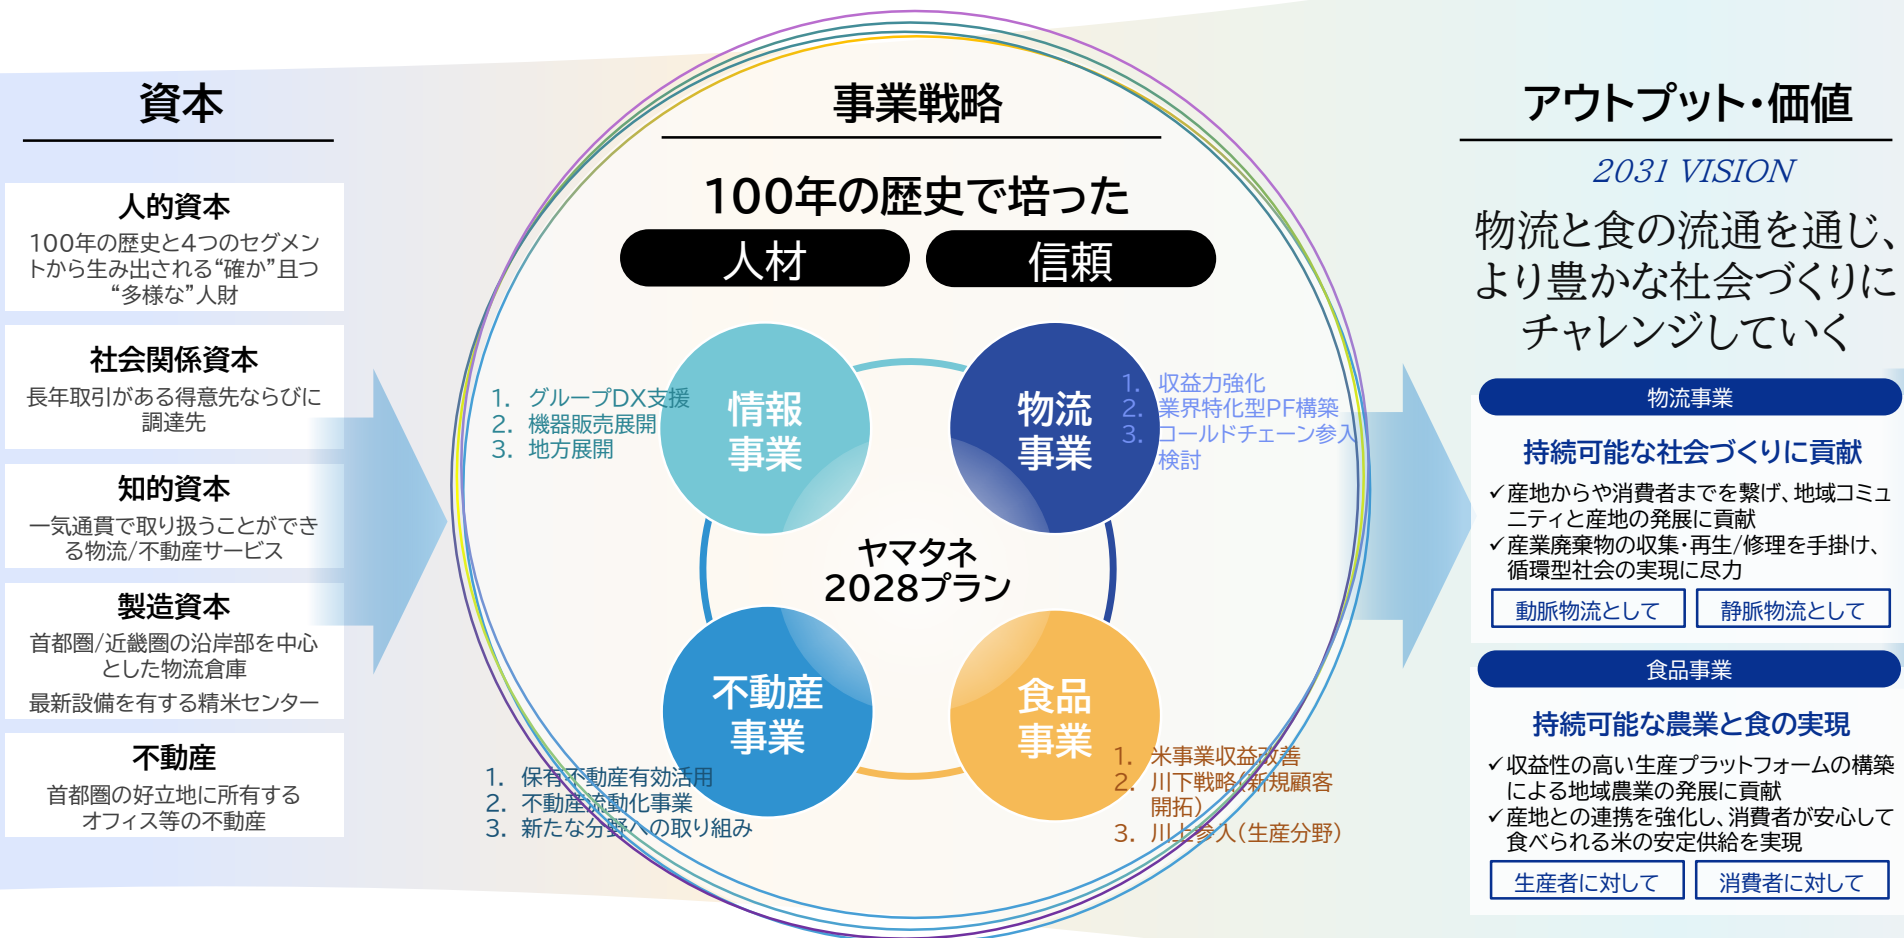 資本
人的資本
100年の歴史と4つのセグメン
トから生み出される“確か”且つ
“多様な”人財
社会関係資本
長年取引がある得意先ならびに
調達先
知的資本
一気通貫で取り扱うことができ
る物流/不動産サービス
製造資本
首都圏/近畿圏の沿岸部を中心
とした物流倉庫
最新設備を有する精米センター
不動産
首都圏の好立地に所有する
オフィス等の不動産
事業戦略
100年の歴史で培った
人材
信頼
1. グループDX支援
2. 機器販売展開
3. 地方展開
情報
事業
物流
事業
1. 収益力強化
2. 業界特化型PF構築
3. コールドチェーン参入
検討
ヤマタネ
2028プラン
不動産
事業
1. 保有不動産有効活用
2. 不動産流動化事業
3. 新たな分野への取り組み
食品
事業
1. 米事業収益改善
2. 川下戦略(新規顧客
開拓)
3. 川上参入(生産分野)
アウトプット・価値
2031 VISION
物流と食の流通を通じ、
より豊かな社会づくりに
チャレンジしていく
物流事業
持続可能な社会づくりに貢献
✓産地からや消費者までを繋げ、地域コミュ
ニティと産地の発展に貢献
✓産業廃棄物の収集・再生/修理を手掛け、
循環型社会の実現に尽力
動脈物流として
静脈物流として
食品事業
持続可能な農業と食の実現
✓収益性の高い生産プラットフォームの構築
による地域農業の発展に貢献
✓産地との連携を強化し、消費者が安心して
食べられる米の安定供給を実現
生産者に対して
消費者に対して